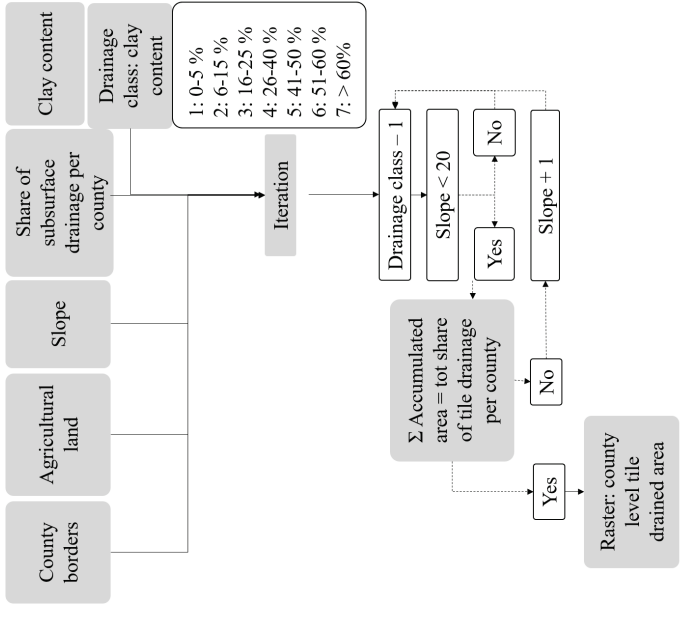 County
borders
Agricultural
land
Slope
Share of
subsurface
drainage per
county
Clay content
Drainage
class: clay
content
1: 0-5 %
2: 6-15 %
3: 16-25 %
4: 26-40 %
5: 41-50 %
6: 51-60 %
7: > 60%
Iteration
Drainage class – 1
Slope < 20
Yes
No
Slope + 1
Σ Accumulated
area = tot share
of tile drainage
per county
No
Yes
Raster: county
level tile
drained area